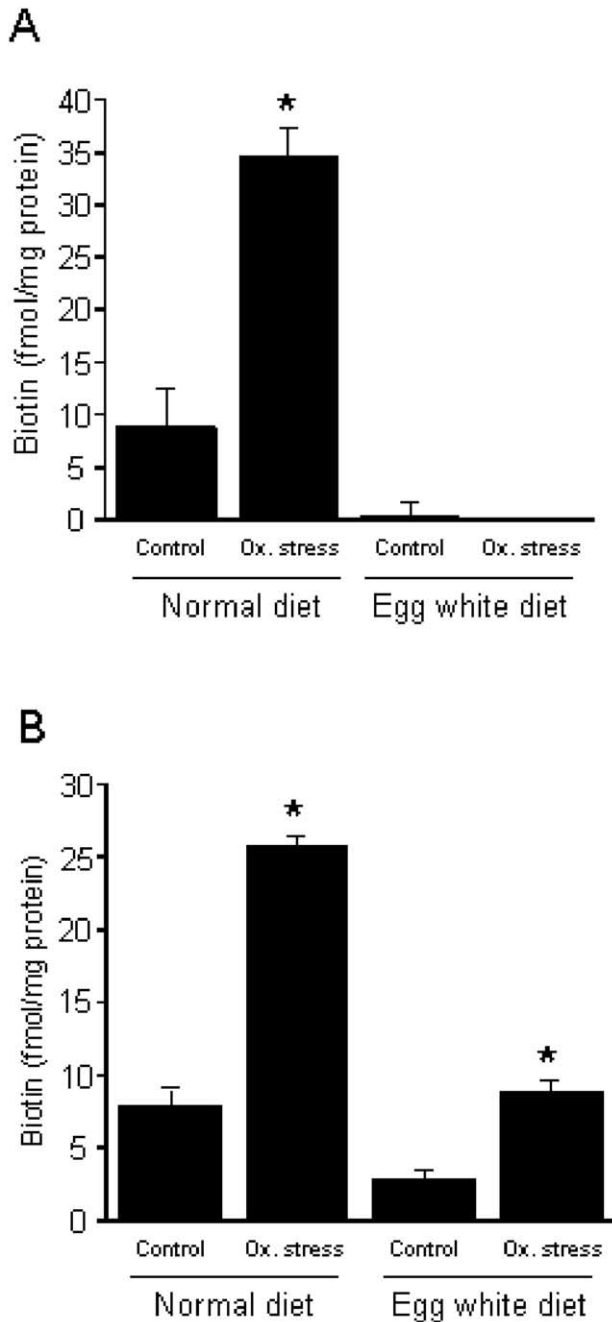 A
Biotin (fmol/mg protein)
40
35
30
25
20
15
10
5
0
*
Control Ox. stress Control Ox. stress
Normal diet Egg white diet
B
Biotin (fmol/mg protein)
30
25
20
15
10
5
0
*
*
Control Ox. stress Control Ox. stress
Normal diet Egg white diet